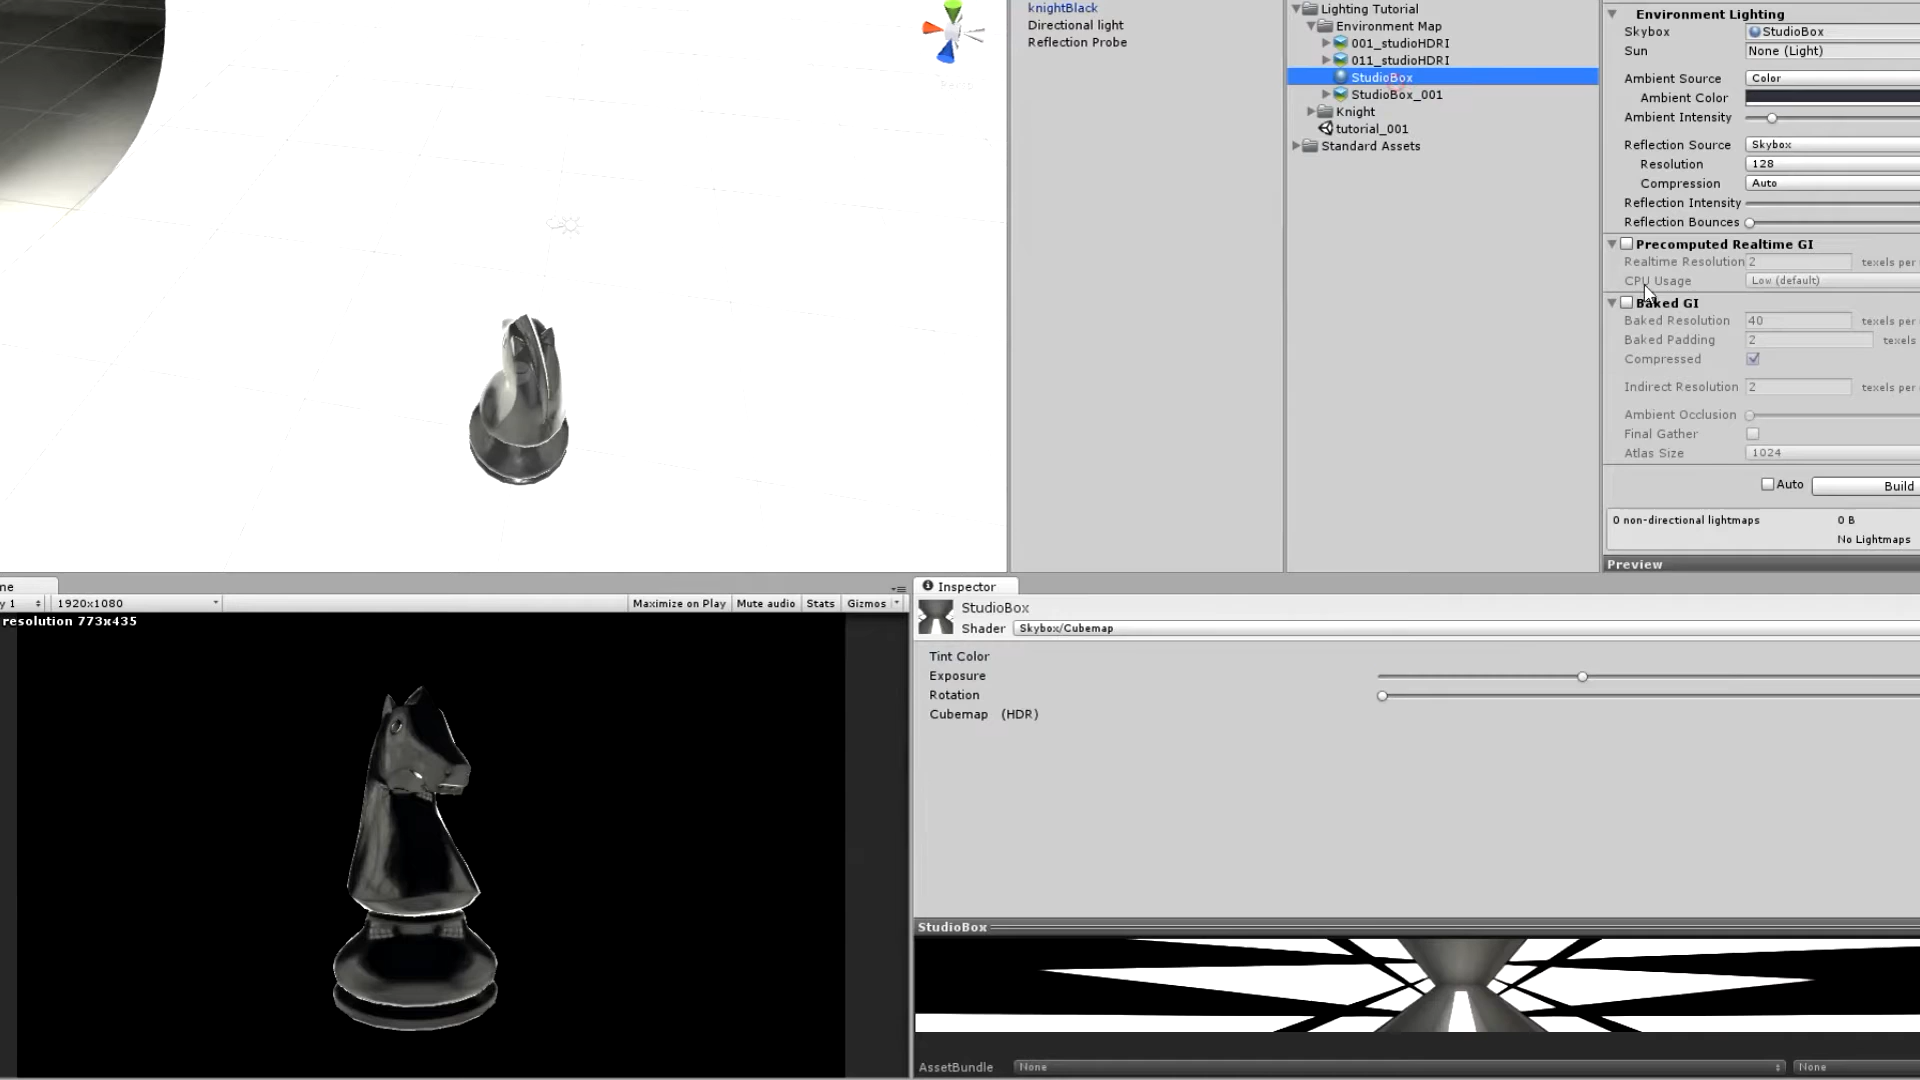 knightBlack
Directional light
Reflection Probe
Lighting Tutorial
Environment Map
001_studioHDRI
011_studioHDRI
StudioBox
StudioBox_001
Knight
tutorial_001
Standard Assets
Environment Lighting
Skybox StudioBox
Sun None (Light)
Ambient Source Color
Ambient Color
Ambient Intensity
Reflection Source Skybox
Resolution 128
Compression Auto
Reflection Intensity
Reflection Bounces
Precomputed Realtime GI
Realtime Resolution 2 texels per
CPU Usage Low (default)
Baked GI
Baked Resolution 40 texels per
Baked Padding 2 texels
Compressed
Indirect Resolution 2 texels per
Ambient Occlusion
Final Gather
Atlas Size 1024
Auto Build
0 non-directional lightmaps 0 B
No Lightmaps
Preview
ne
y 1 1920x1080 Maximize on Play Mute audio Stats Gizmos
resolution 773x435
Inspector
StudioBox
Shader Skybox/Cubemap
Tint Color
Exposure
Rotation
Cubemap (HDR)
StudioBox
AssetBundle None None